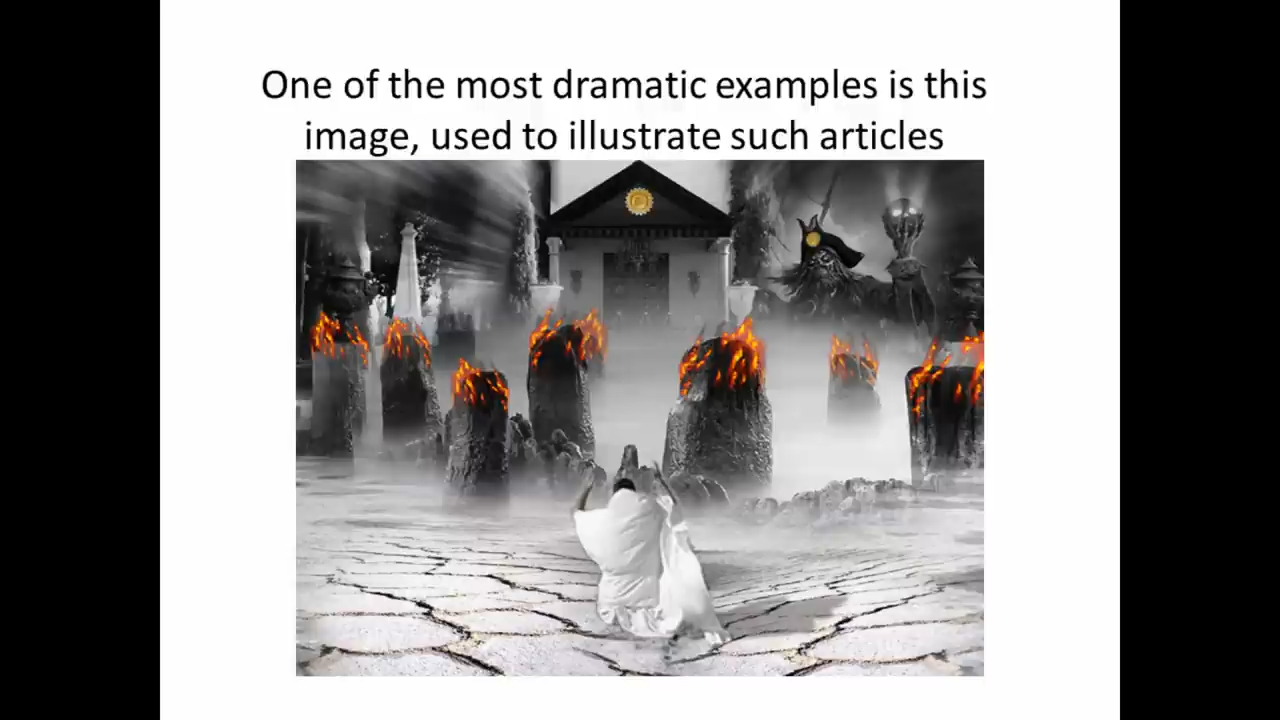 One of the most dramatic examples is this
image, used to illustrate such articles